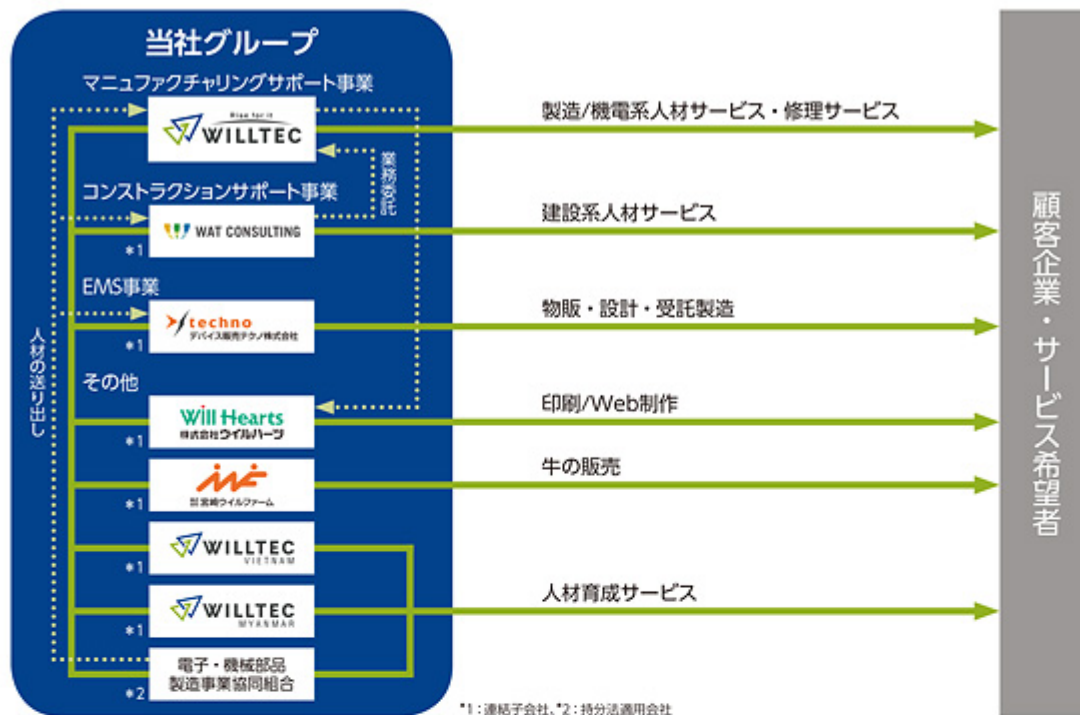 当社グループ
マニュファクチャリングサポート事業
Rise for it
WILLTEC
製造/機電系人材サービス・修理サービス
業務委託
コンストラクションサポート事業
WAT CONSULTING
*1
建設系人材サービス
EMS事業
techno
デバイス販売テクノ株式会社
*1
物販・設計・受託製造
人材の送り出し
その他
Will Hearts
株式会社ウイルハーツ
*1
印刷/Web制作
株式会社宮崎ウイルファーム
*1
牛の販売
WILLTEC
VIETNAM
*1
WILLTEC
MYANMAR
*1
人材育成サービス
電子・機械部品
製造事業協同組合
*2
顧客企業・サービス希望者
*1:連結子会社、*2:持分法適用会社